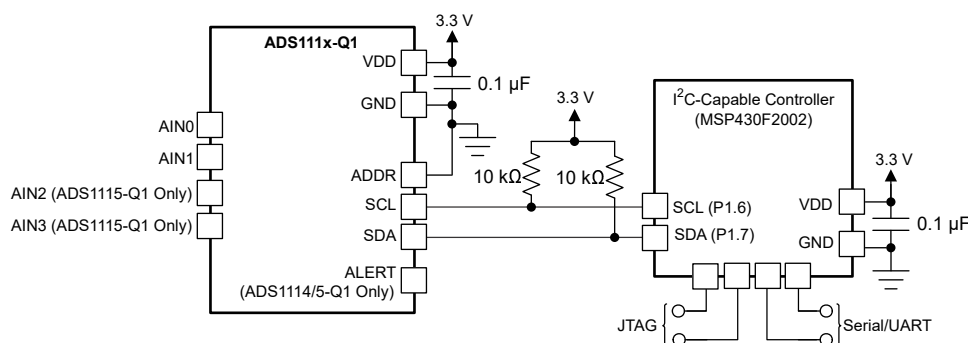 ADS111x-Q1
3.3 V
VDD
0.1 µF
GND
AIN0
AIN1
AIN2 (ADS1115-Q1 Only)
AIN3 (ADS1115-Q1 Only)
ADDR
SCL
SDA
ALERT
(ADS1114/5-Q1 Only)
3.3 V
10 kΩ
10 kΩ
I²C-Capable Controller
(MSP430F2002)
SCL (P1.6)
SDA (P1.7)
3.3 V
VDD
0.1 µF
GND
JTAG
Serial/UART